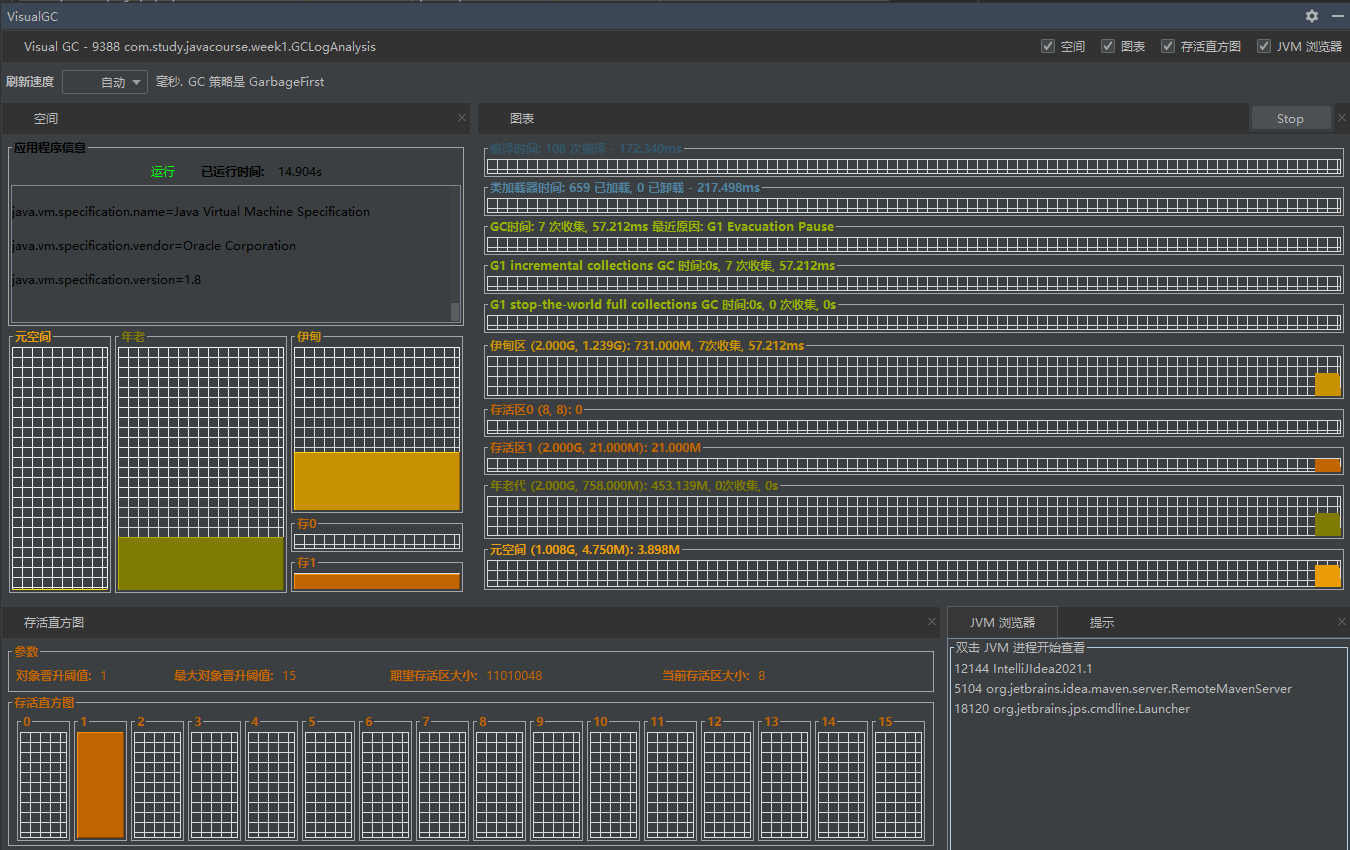 VisualGC
Visual GC - 9388 com.study.javacourse.week1.GCLogAnalysis
空间
图表
存活直方图
JVM 浏览器
刷新速度
自动
毫秒. GC 策略是 GarbageFirst
空间
应用程序信息
运行
已运行时间: 14.904s
java.vm.specification.name=Java Virtual Machine Specification
java.vm.specification.vendor=Oracle Corporation
java.vm.specification.version=1.8
元空间
年老
伊甸
存0
存1
图表
Stop
编译时间: 108 次编译 - 172.340ms
类加载器时间: 659 已加载, 0 已卸载 - 217.498ms
GC时间: 7 次收集, 57.212ms 最近原因: G1 Evacuation Pause
G1 incremental collections GC 时间:0s, 7 次收集, 57.212ms
G1 stop-the-world full collections GC 时间:0s, 0 次收集, 0s
伊甸区 (2.000G, 1.239G): 731.000M, 7次收集, 57.212ms
存活区0 (8, 8): 0
存活区1 (2.000G, 21.000M): 21.000M
年老代 (2.000G, 758.000M): 453.139M, 0次收集, 0s
元空间 (1.008G, 4.750M): 3.898M
存活直方图
参数
对象晋升阈值: 1
最大对象晋升阈值: 15
期望存活区大小: 11010048
当前存活区大小: 8
存活直方图
0 1 2 3 4 5 6 7 8 9 10 11 12 13 14 15
JVM 浏览器
提示
双击 JVM 进程开始查看
12144 IntelliJIdea2021.1
5104 org.jetbrains.idea.maven.server.RemoteMavenServer
18120 org.jetbrains.jps.cmdline.Launcher